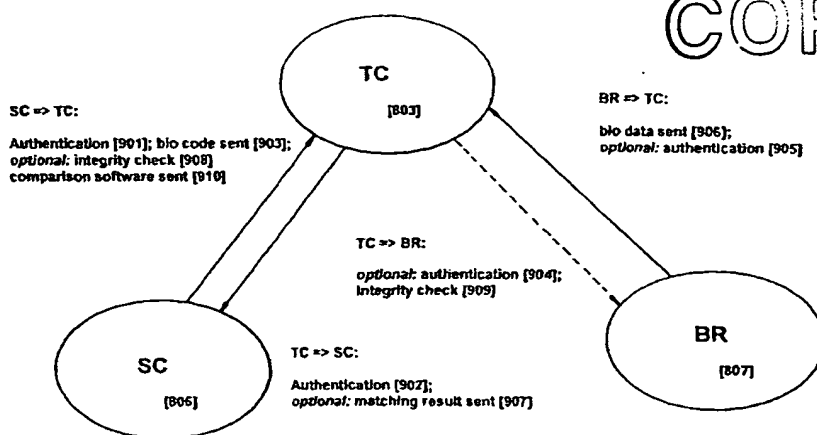 COP
TC
[803]
SC => TC:
Authentication [901]; bio code sent [903];
optional: integrity check [908]
comparison software sent [910]
BR => TC:
bio data sent [906];
optional: authentication [905]
TC => BR:
optional: authentication [904];
integrity check [909]
SC
[806]
TC => SC:
Authentication [902];
optional: matching result sent [907]
BR
[807]